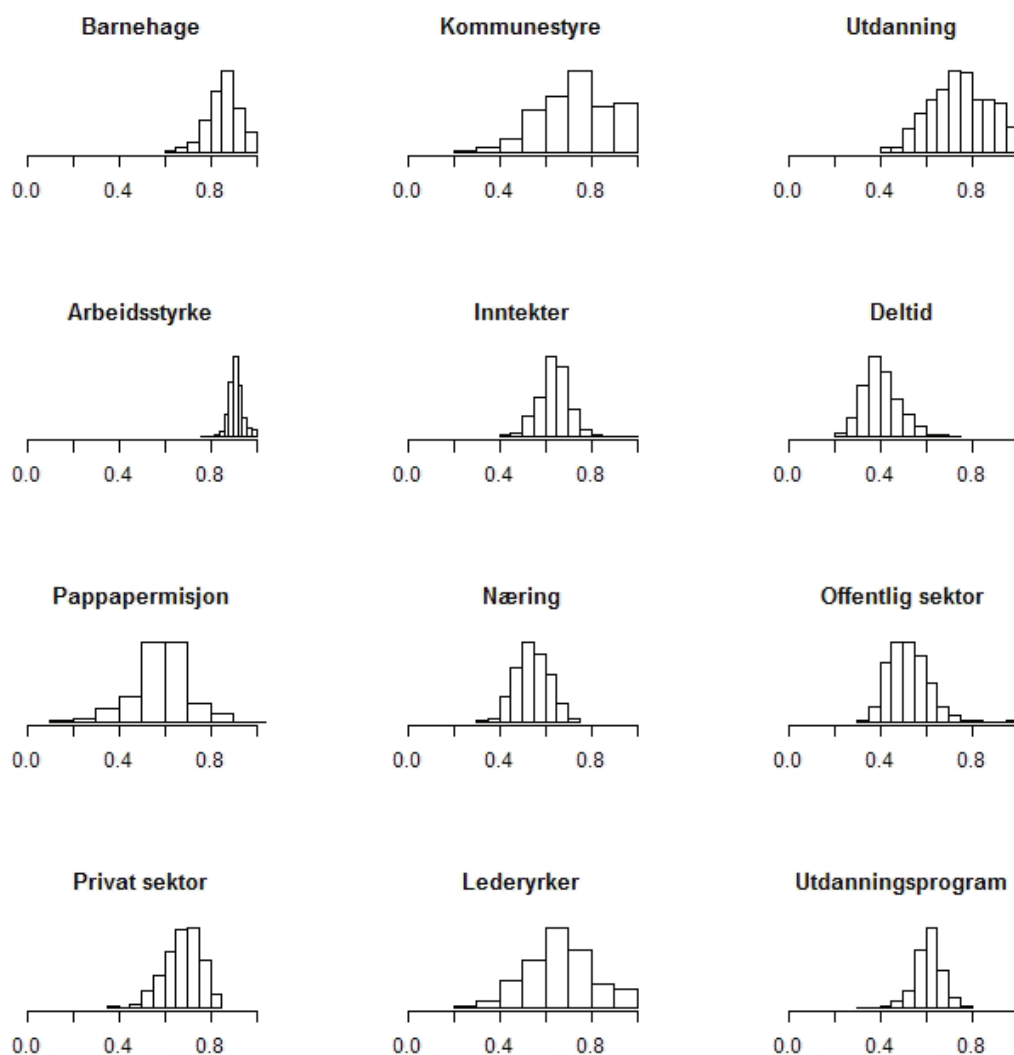 Barnehage
Kommunestyre
Utdanning
0.0 0.4 0.8
0.0 0.4 0.8
0.0 0.4 0.8
Arbeidsstyrke
Inntekter
Deltid
0.0 0.4 0.8
0.0 0.4 0.8
0.0 0.4 0.8
Pappapermisjon
Næring
Offentlig sektor
0.0 0.4 0.8
0.0 0.4 0.8
0.0 0.4 0.8
Privat sektor
Lederyrker
Utdanningsprogram
0.0 0.4 0.8
0.0 0.4 0.8
0.0 0.4 0.8